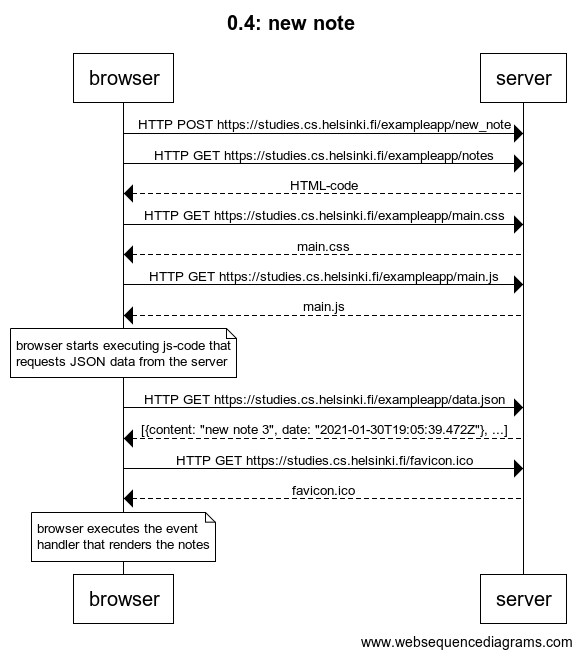 0.4: new note
browser
server
HTTP POST https://studies.cs.helsinki.fi/exampleapp/new_note
HTTP GET https://studies.cs.helsinki.fi/exampleapp/notes
HTML-code
HTTP GET https://studies.cs.helsinki.fi/exampleapp/main.css
main.css
HTTP GET https://studies.cs.helsinki.fi/exampleapp/main.js
main.js
browser starts executing js-code that
requests JSON data from the server
HTTP GET https://studies.cs.helsinki.fi/exampleapp/data.json
[{content: "new note 3", date: "2021-01-30T19:05:39.472Z"}, ...]
HTTP GET https://studies.cs.helsinki.fi/favicon.ico
favicon.ico
browser executes the event
handler that renders the notes
browser
server
www.websequencediagrams.com